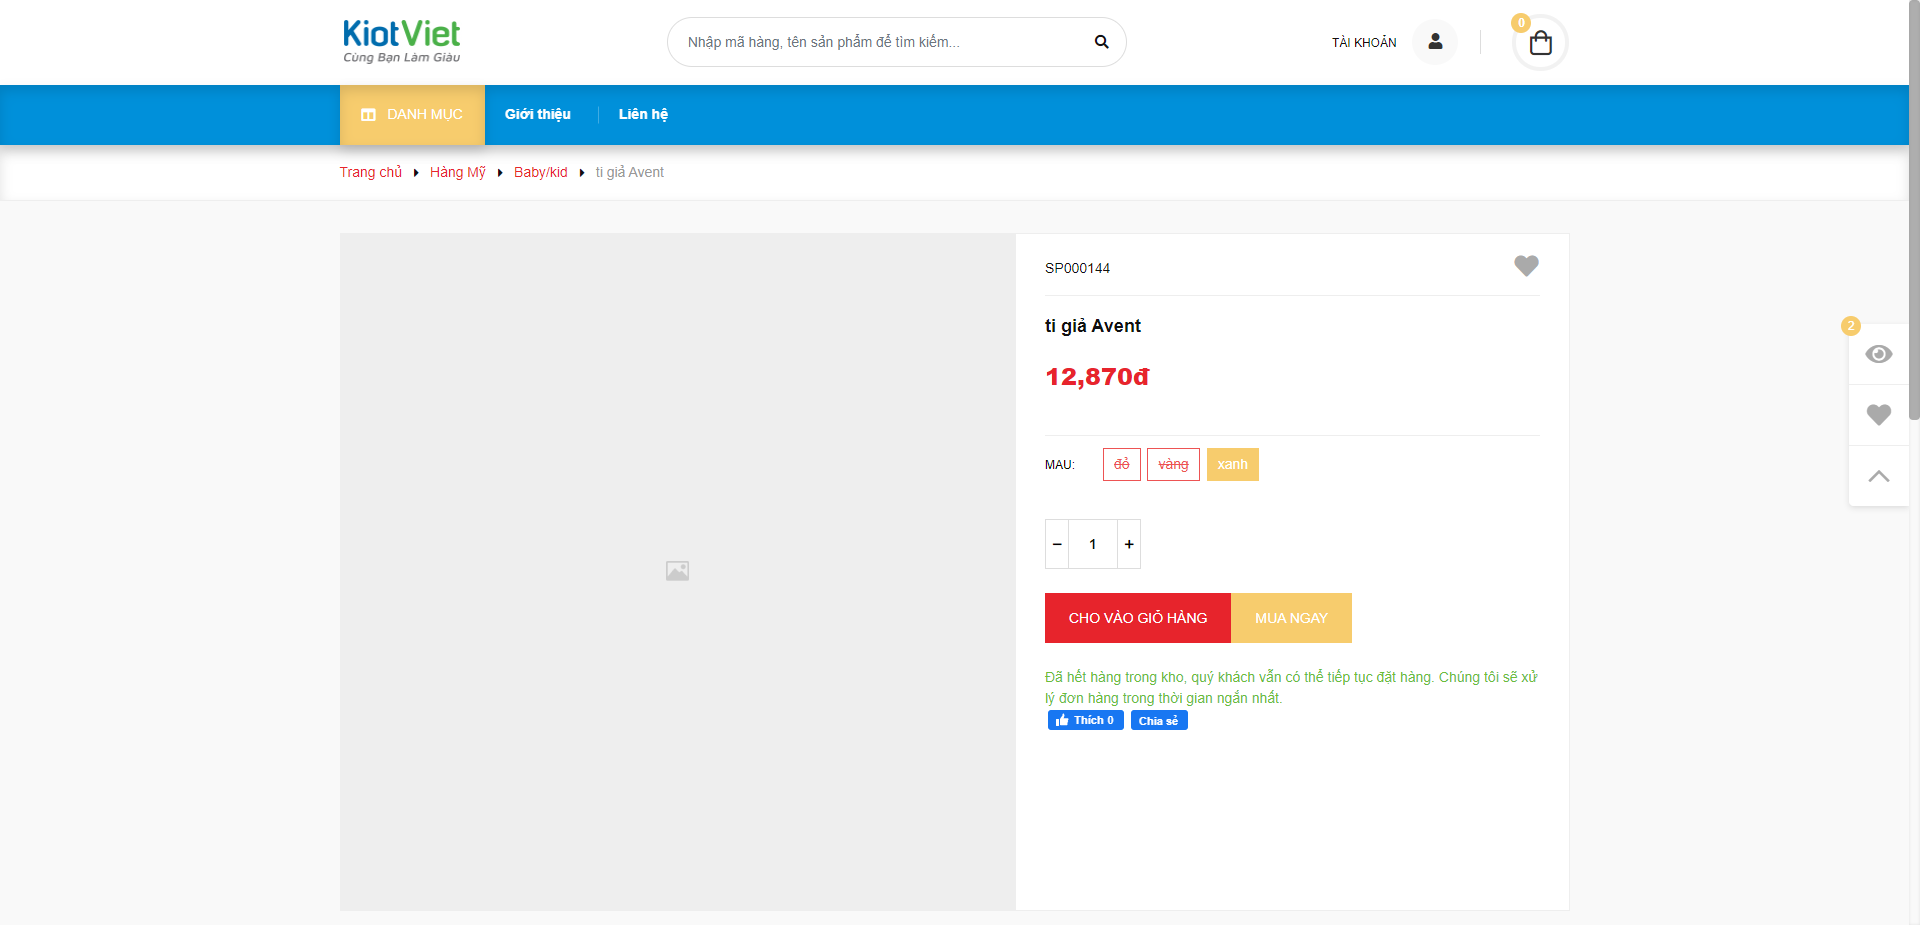 KiotViet
Cùng Bạn Làm Giàu
Nhập mã hàng, tên sản phẩm để tìm kiếm...
TÀI KHOẢN
0
DANH MỤC
Giới thiệu
Liên hệ
Trang chủ Hàng Mỹ Baby/kid ti giả Avent
SP000144
ti giả Avent
12,870đ
2
MAU: đỏ vàng xanh
− 1 +
CHO VÀO GIỎ HÀNG MUA NGAY
Đã hết hàng trong kho, quý khách vẫn có thể tiếp tục đặt hàng. Chúng tôi sẽ xử
lý đơn hàng trong thời gian ngắn nhất.
Thích 0 Chia sẻ